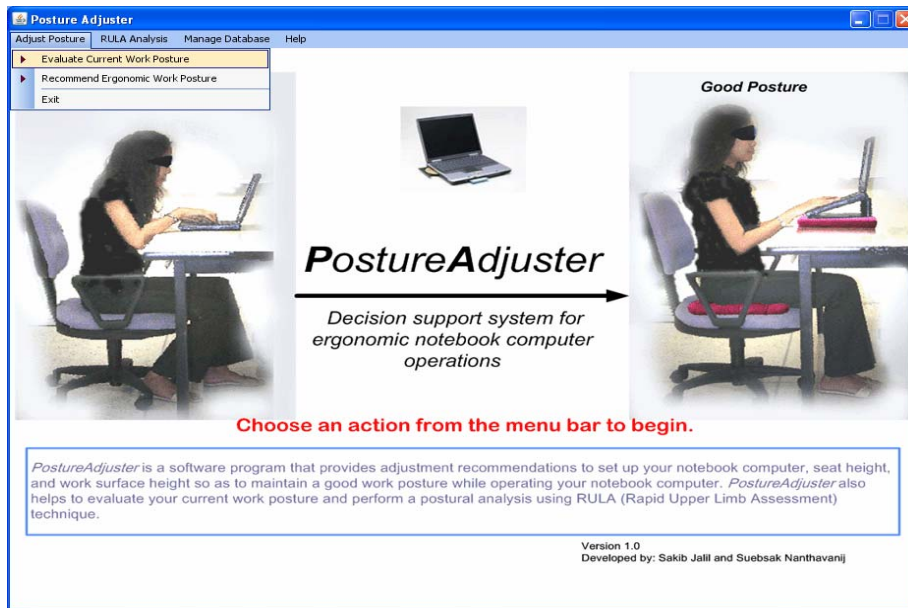 Posture Adjuster
Adjust Posture RULA Analysis Manage Database Help
Evaluate Current Work Posture
Recommend Ergonomic Work Posture
Exit
Good Posture
PostureAdjuster
Decision support system for
ergonomic notebook computer
operations
Choose an action from the menu bar to begin.
PostureAdjuster is a software program that provides adjustment recommendations to set up your notebook computer, seat height,
and work surface height so as to maintain a good work posture while operating your notebook computer. PostureAdjuster also
helps to evaluate your current work posture and perform a postural analysis using RULA (Rapid Upper Limb Assessment)
technique.
Version 1.0
Developed by: Sakib Jalil and Suebsak Nanthavanij